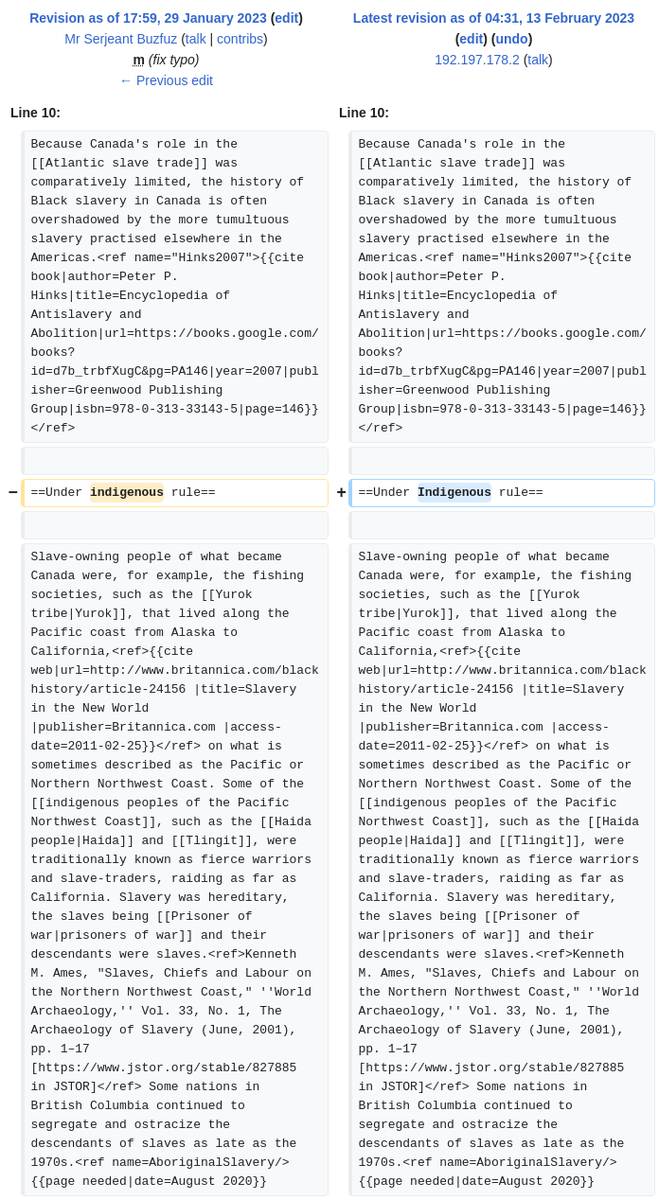 Revision as of 17:59, 29 January 2023 (edit)
Mr Serjeant Buzfuz (talk | contribs)
m (fix typo)
← Previous edit
Latest revision as of 04:31, 13 February 2023
(edit) (undo)
192.197.178.2 (talk)
Line 10:
Because Canada's role in the
[[Atlantic slave trade]] was
comparatively limited, the history of
Black slavery in Canada is often
overshadowed by the more tumultuous
slavery practised elsewhere in the
Americas.<ref name="Hinks2007">{{cite
book|author=Peter P.
Hinks|title=Encyclopedia of
Antislavery and
Abolition|url=https://books.google.com/
books?
id=d7b_trbfXugC&pg=PA146|year=2007|publ
isher=Greenwood Publishing
Group|isbn=978-0-313-33143-5|page=146}}
</ref>
− ==Under indigenous rule==
Slave-owning people of what became
Canada were, for example, the fishing
societies, such as the [[Yurok
tribe|Yurok]], that lived along the
Pacific coast from Alaska to
California,<ref>{{cite
web|url=http://www.britannica.com/black
history/article-24156 |title=Slavery
in the New World
|publisher=Britannica.com |access-
date=2011-02-25}}</ref> on what is
sometimes described as the Pacific or
Northern Northwest Coast. Some of the
[[indigenous peoples of the Pacific
Northwest Coast]], such as the [[Haida
people|Haida]] and [[Tlingit]], were
traditionally known as fierce warriors
and slave-traders, raiding as far as
California. Slavery was hereditary,
the slaves being [[Prisoner of
war|prisoners of war]] and their
descendants were slaves.<ref>Kenneth
M. Ames, "Slaves, Chiefs and Labour on
the Northern Northwest Coast," ''World
Archaeology,'' Vol. 33, No. 1, The
Archaeology of Slavery (June, 2001),
pp. 1–17
[https://www.jstor.org/stable/827885
in JSTOR]</ref> Some nations in
British Columbia continued to
segregate and ostracize the
descendants of slaves as late as the
1970s.<ref name=AboriginalSlavery/>
{{page needed|date=August 2020}}
Line 10:
Because Canada's role in the
[[Atlantic slave trade]] was
comparatively limited, the history of
Black slavery in Canada is often
overshadowed by the more tumultuous
slavery practised elsewhere in the
Americas.<ref name="Hinks2007">{{cite
book|author=Peter P.
Hinks|title=Encyclopedia of
Antislavery and
Abolition|url=https://books.google.com/
books?
id=d7b_trbfXugC&pg=PA146|year=2007|publ
isher=Greenwood Publishing
Group|isbn=978-0-313-33143-5|page=146}}
</ref>
+ ==Under Indigenous rule==
Slave-owning people of what became
Canada were, for example, the fishing
societies, such as the [[Yurok
tribe|Yurok]], that lived along the
Pacific coast from Alaska to
California,<ref>{{cite
web|url=http://www.britannica.com/black
history/article-24156 |title=Slavery
in the New World
|publisher=Britannica.com |access-
date=2011-02-25}}</ref> on what is
sometimes described as the Pacific or
Northern Northwest Coast. Some of the
[[indigenous peoples of the Pacific
Northwest Coast]], such as the [[Haida
people|Haida]] and [[Tlingit]], were
traditionally known as fierce warriors
and slave-traders, raiding as far as
California. Slavery was hereditary,
the slaves being [[Prisoner of
war|prisoners of war]] and their
descendants were slaves.<ref>Kenneth
M. Ames, "Slaves, Chiefs and Labour on
the Northern Northwest Coast," ''World
Archaeology,'' Vol. 33, No. 1, The
Archaeology of Slavery (June, 2001),
pp. 1–17
[https://www.jstor.org/stable/827885
in JSTOR]</ref> Some nations in
British Columbia continued to
segregate and ostracize the
descendants of slaves as late as the
1970s.<ref name=AboriginalSlavery/>
{{page needed|date=August 2020}}